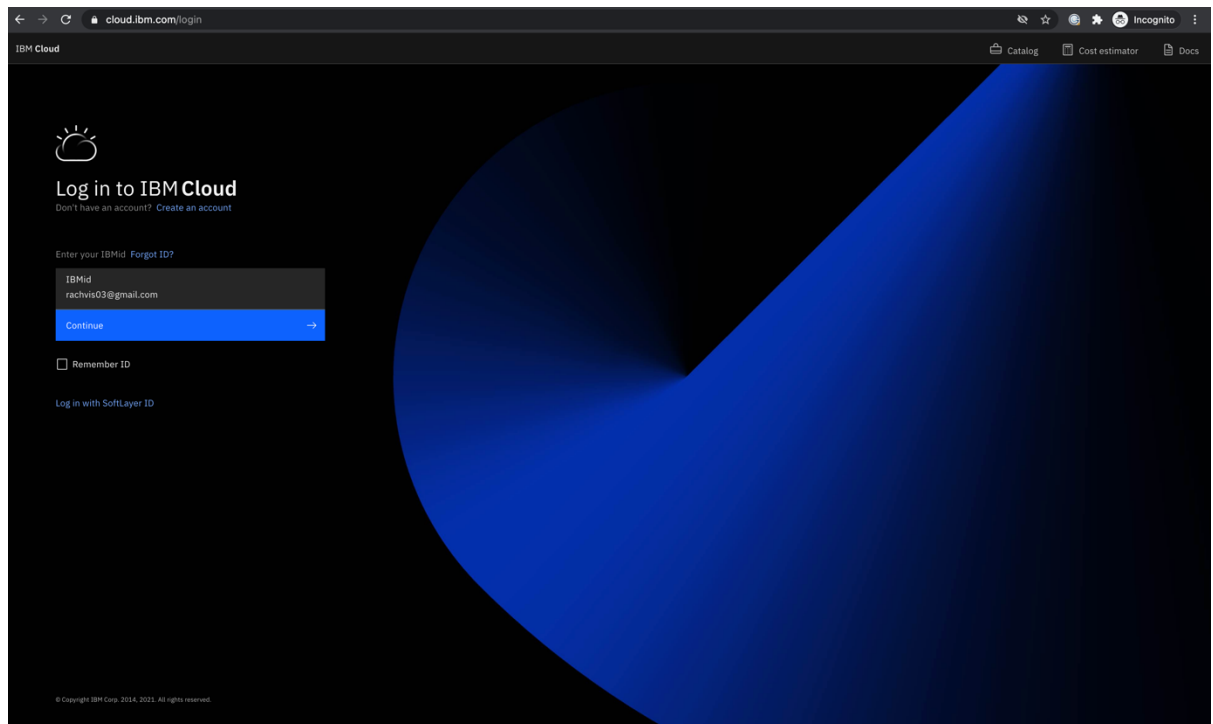 cloud.ibm.com/login
Incognito
IBM Cloud
Catalog
Cost estimator
Docs
Log in to IBM Cloud
Don't have an account? Create an account
Enter your IBMid Forgot ID?
IBMid
rachvis03@gmail.com
Continue
Remember ID
Log in with SoftLayer ID
© Copyright IBM Corp. 2014, 2021. All rights reserved.